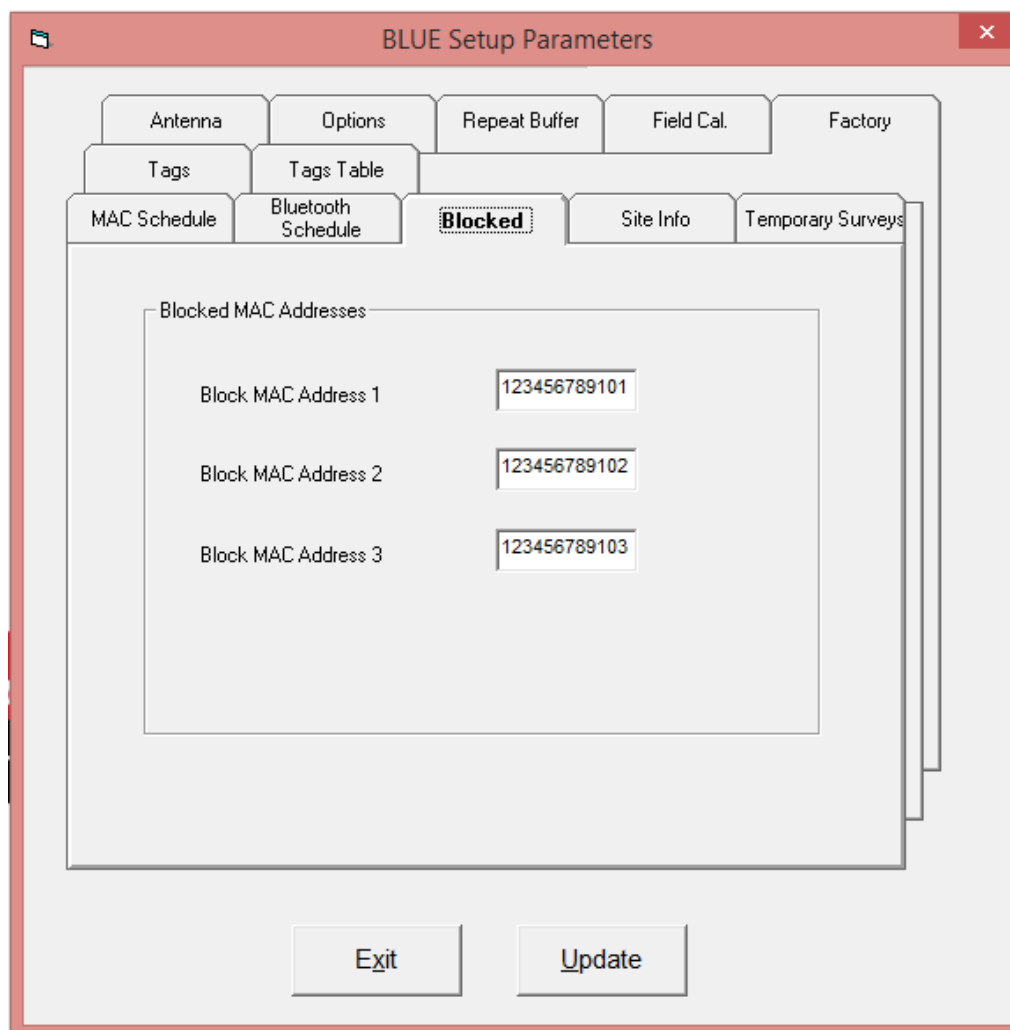 BLUE Setup Parameters
Antenna Options Repeat Buffer Field Cal. Factory
Tags Tags Table
MAC Schedule Bluetooth Schedule Blocked Site Info Temporary Surveys
Blocked MAC Addresses
Block MAC Address 1 123456789101
Block MAC Address 2 123456789102
Block MAC Address 3 123456789103
Exit Update